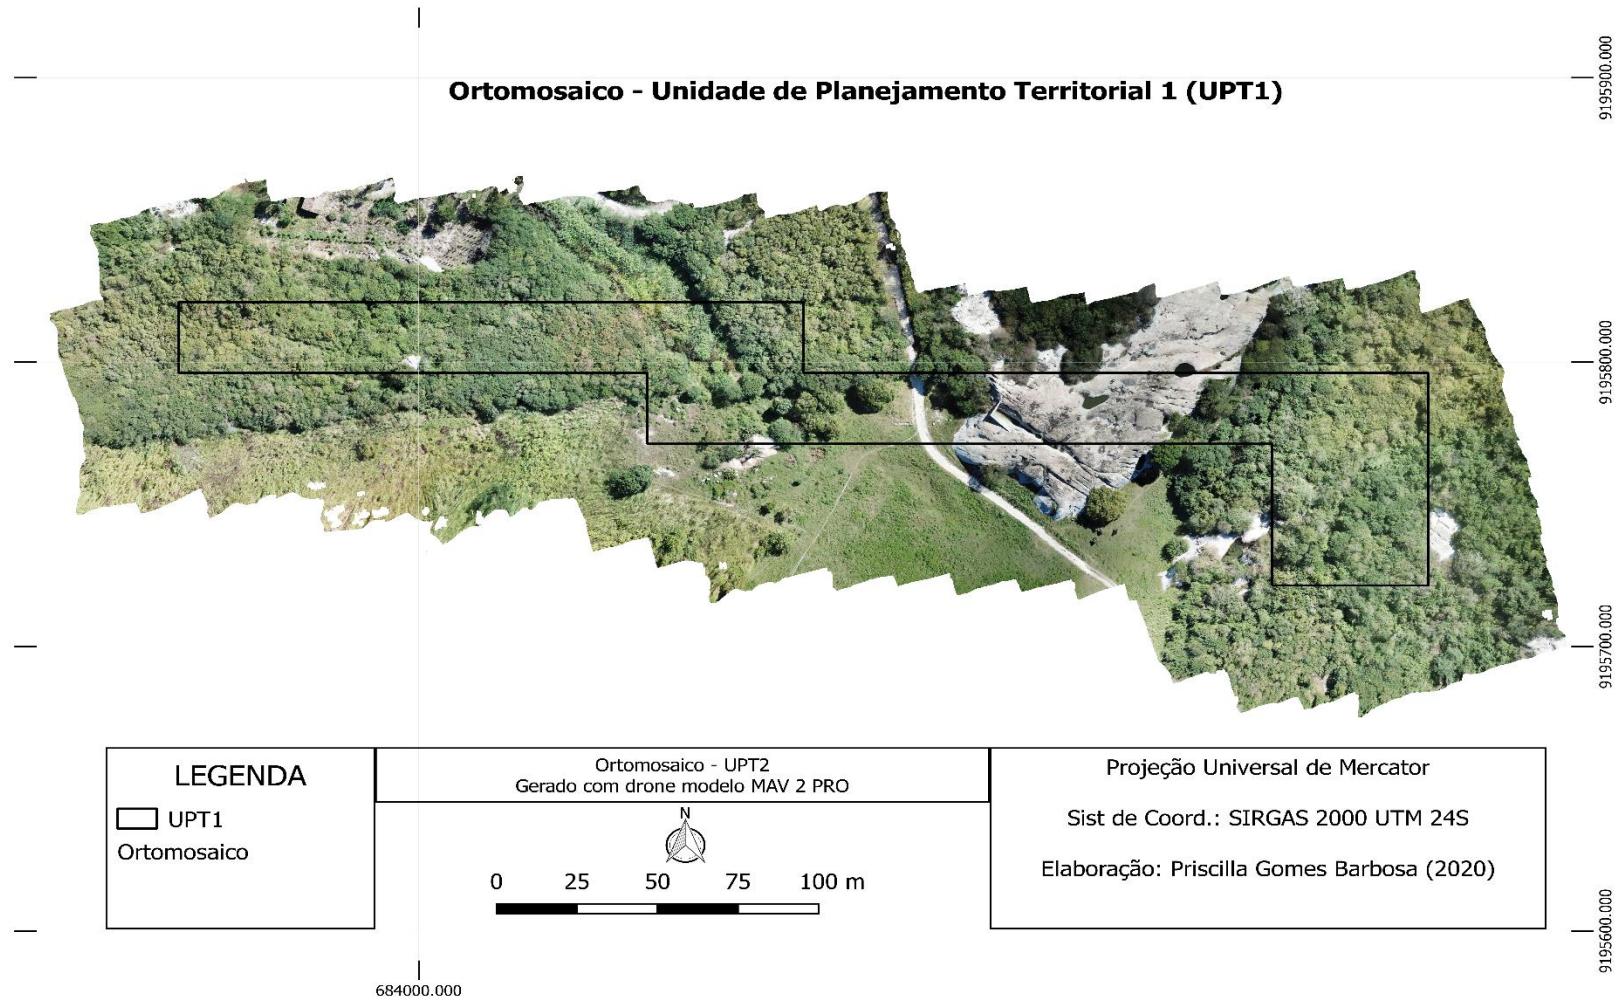 Ortomosaico - Unidade de Planejamento Territorial 1 (UPT1)
9195900.000
9195800.000
9195700.000
9195600.000
684000.000
LEGENDA
UPT1
Ortomosaico
Ortomosaico - UPT2
Gerado com drone modelo MAV 2 PRO
N
0 25 50 75 100 m
Projeção Universal de Mercator
Sist de Coord.: SIRGAS 2000 UTM 24S
Elaboração: Priscilla Gomes Barbosa (2020)